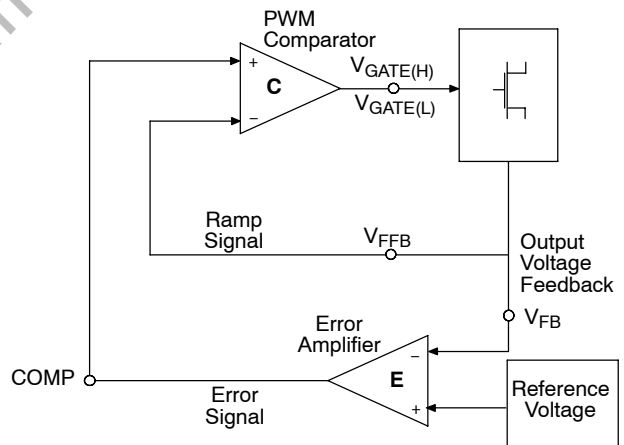 PWM
Comparator
+
C
−
VGATE(H)
VGATE(L)
Ramp
Signal
VFFB
Output
Voltage
Feedback
VFB
Error
Amplifier
−
E
+
COMP
Error
Signal
Reference
Voltage